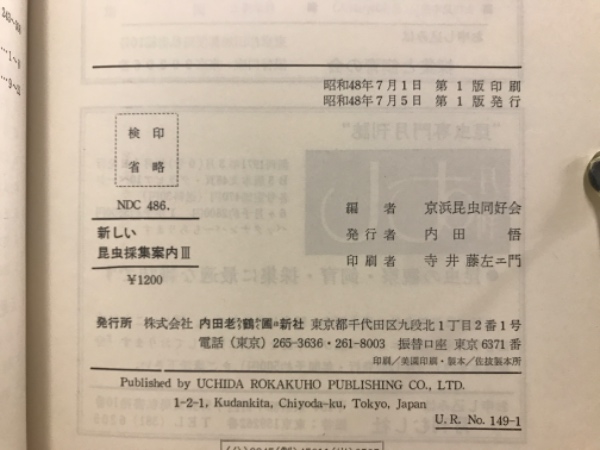 昭和48年7月1日 第1版印刷
昭和48年7月5日 第1版発行
検印
省略
NDC 486.
新しい
昆虫採集案内Ⅲ
¥1200
編者 京浜昆虫同好会
発行者 内田悟
印刷者 寺井藤左エ門
発行所 株式会社 内田老鶴圃新社 東京都千代田区九段北1丁目2番1号
電話(東京)265-3636・261-8003 振替口座 東京6371番
印刷/美園印刷・製本/佐抜製本所
Published by UCHIDA ROKAKUHO PUBLISHING CO., LTD.
1-2-1, Kudankita, Chiyoda-ku, Tokyo, Japan
U. R. No. 149-1